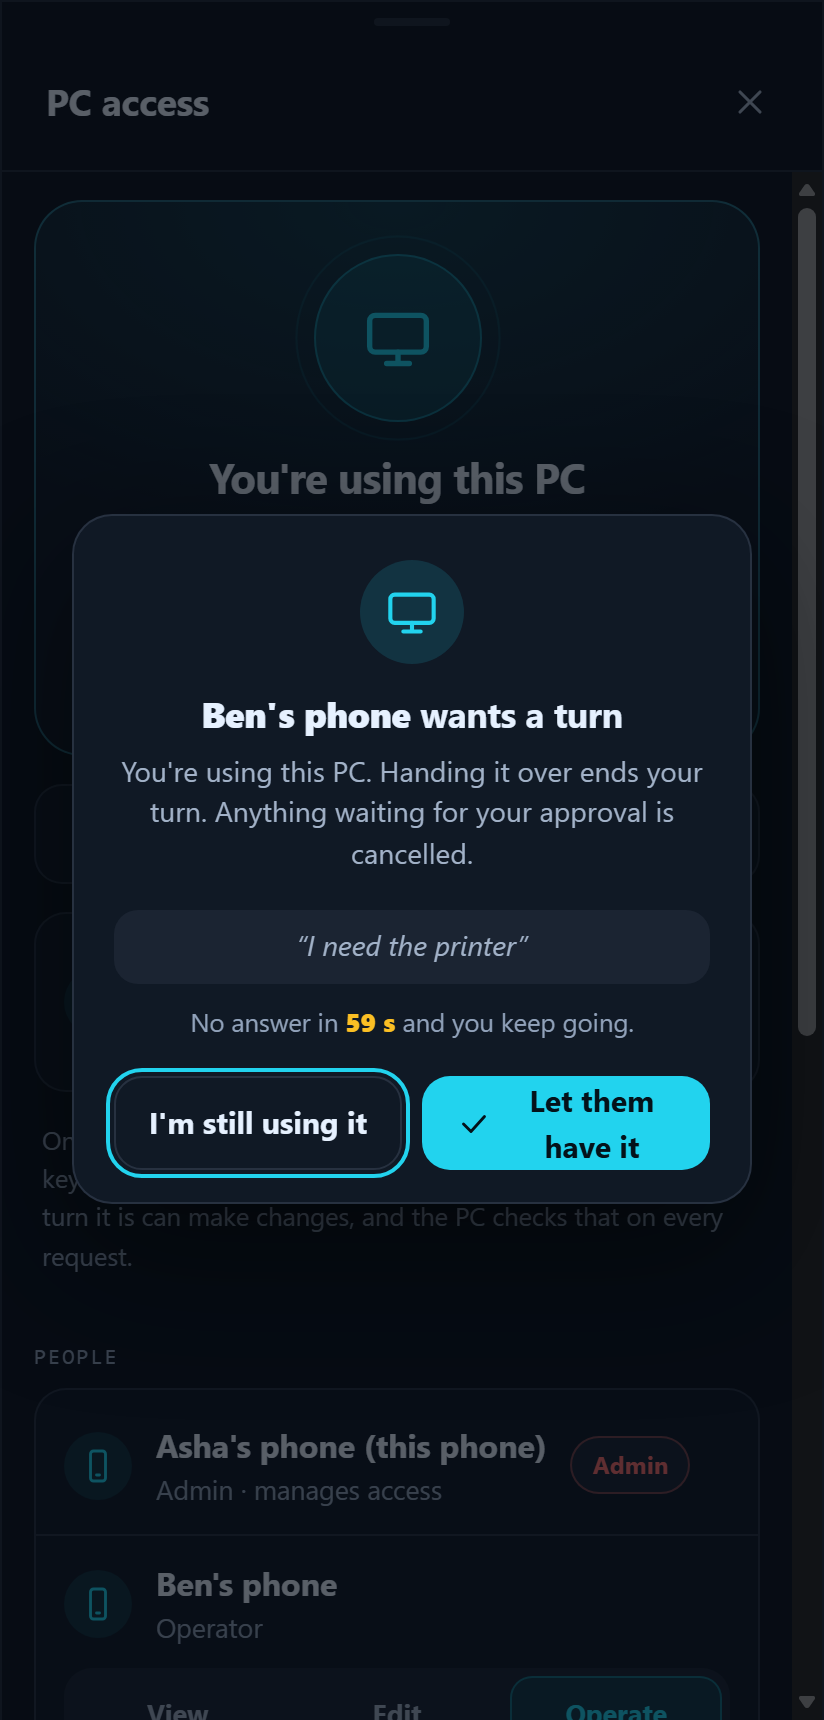 PC access
You're using this PC
Ben's phone wants a turn
You're using this PC. Handing it over ends your
turn. Anything waiting for your approval is
cancelled.
“I need the printer”
No answer in 59 s and you keep going.
I'm still using it
Let them
have it
On
key
turn it is can make changes, and the PC checks that on every
request.
PEOPLE
Asha's phone (this phone)
Admin
Admin · manages access
Ben's phone
Operator
View
Edit
Operate